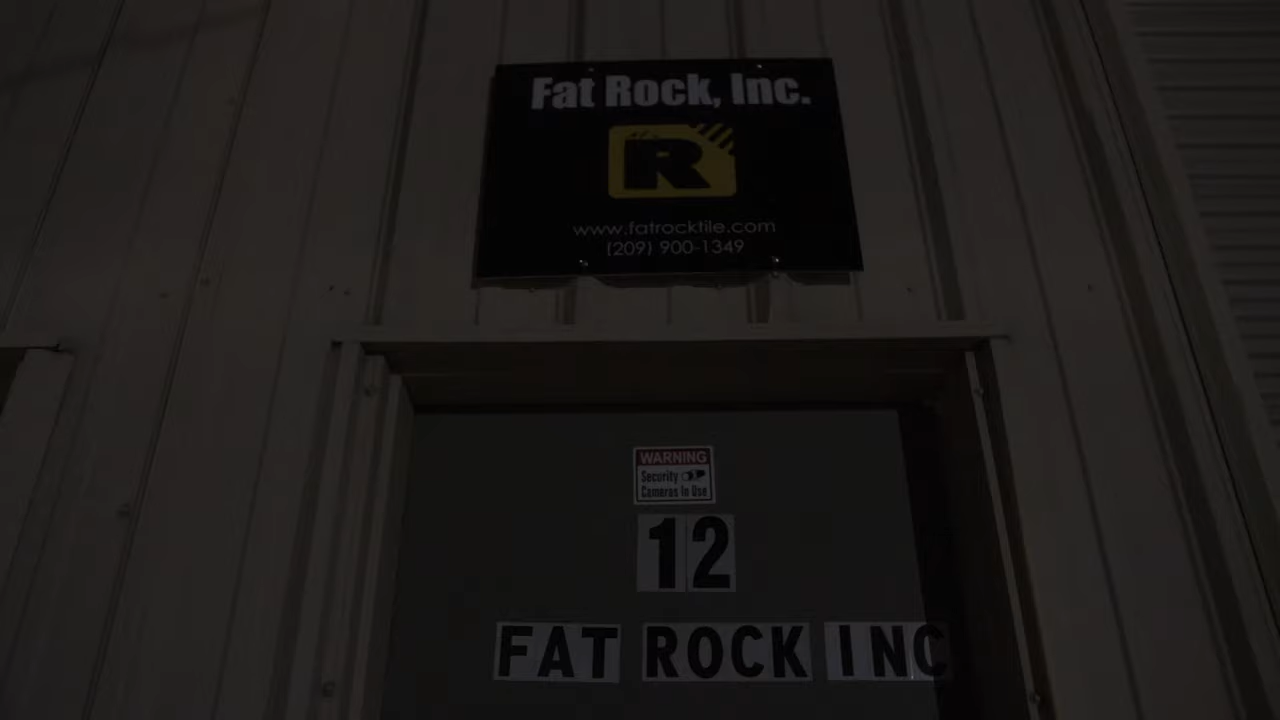 Fat Rock, Inc.
R
www.fatrocktile.com
(209) 900-1349
WARNING
Security
Cameras In Use
12
FAT ROCK INC